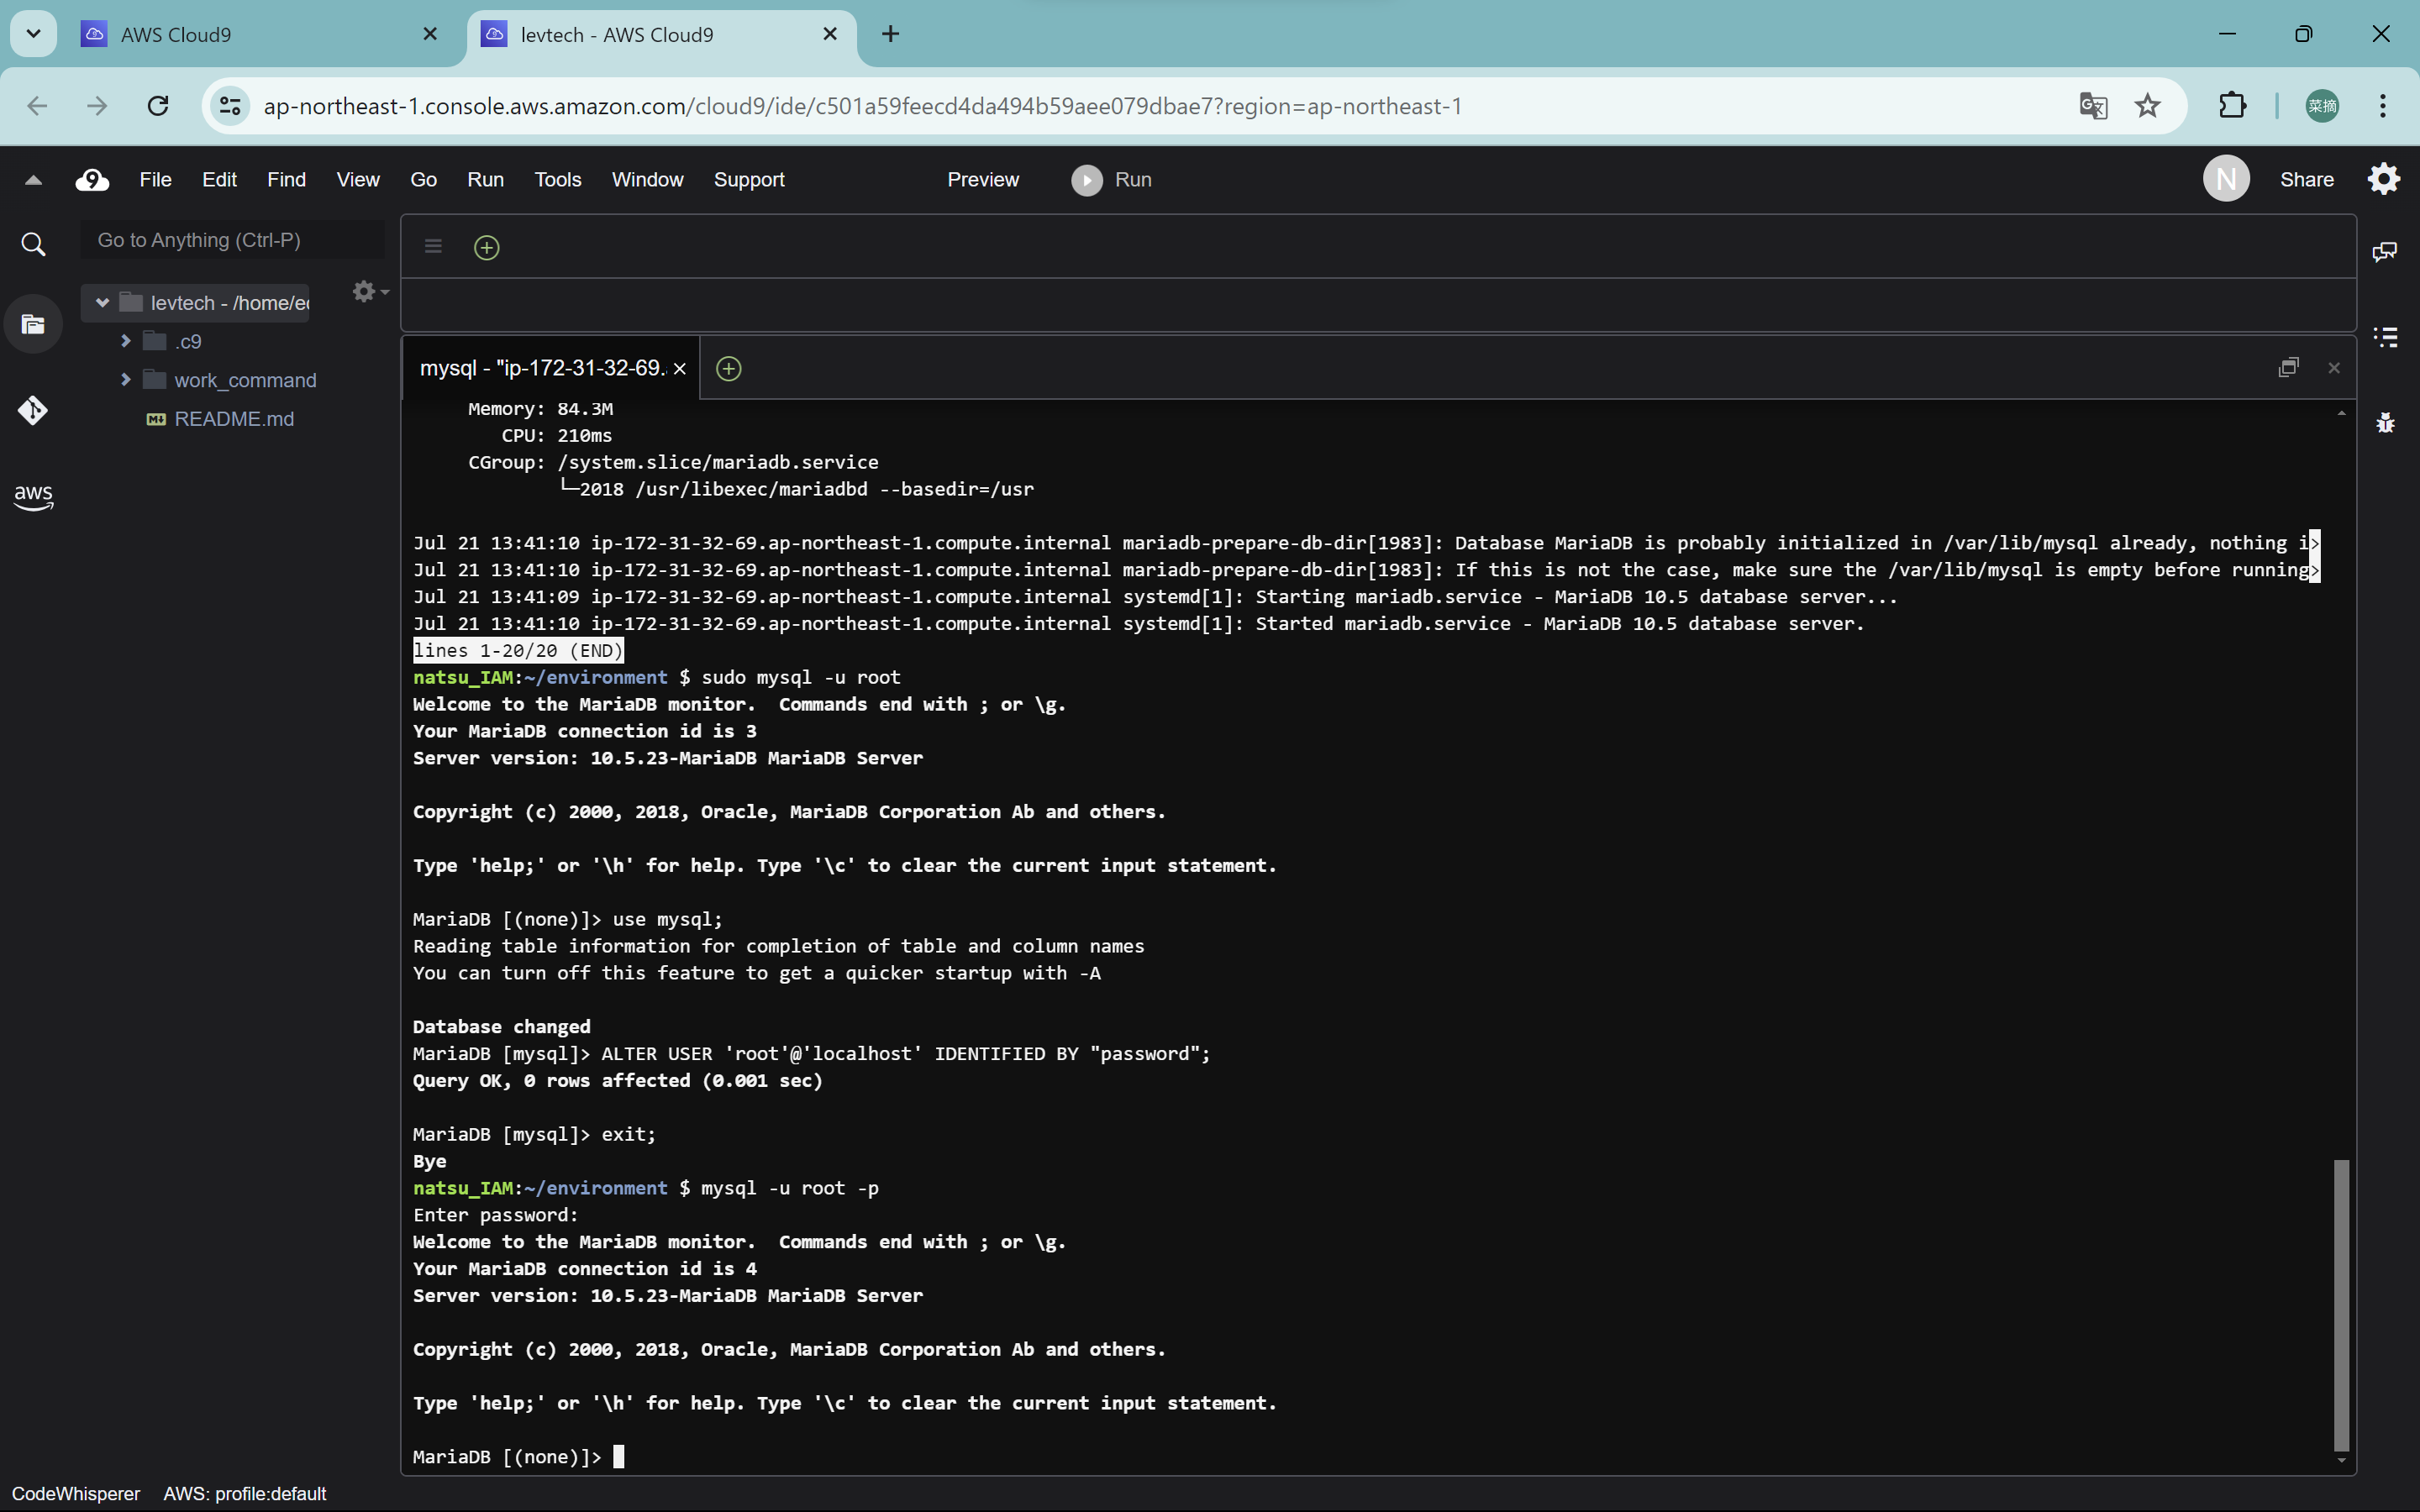 AWS Cloud9
levtech - AWS Cloud9
ap-northeast-1.console.aws.amazon.com/cloud9/ide/c501a59feecd4da494b59aee079dbae7?region=ap-northeast-1
菜摘
9 File Edit Find View Go Run Tools Window Support Preview Run N Share
Go to Anything (Ctrl-P)
levtech - /home/ec
.c9
work_command
README.md
aws
mysql - "ip-172-31-32-69.
Memory: 84.3M
CPU: 210ms
CGroup: /system.slice/mariadb.service
└─2018 /usr/libexec/mariadbd --basedir=/usr
Jul 21 13:41:10 ip-172-31-32-69.ap-northeast-1.compute.internal mariadb-prepare-db-dir[1983]: Database MariaDB is probably initialized in /var/lib/mysql already, nothing i>
Jul 21 13:41:10 ip-172-31-32-69.ap-northeast-1.compute.internal mariadb-prepare-db-dir[1983]: If this is not the case, make sure the /var/lib/mysql is empty before running>
Jul 21 13:41:09 ip-172-31-32-69.ap-northeast-1.compute.internal systemd[1]: Starting mariadb.service - MariaDB 10.5 database server...
Jul 21 13:41:10 ip-172-31-32-69.ap-northeast-1.compute.internal systemd[1]: Started mariadb.service - MariaDB 10.5 database server.
lines 1-20/20 (END)
natsu_IAM:~/environment $ sudo mysql -u root
Welcome to the MariaDB monitor.  Commands end with ; or \g.
Your MariaDB connection id is 3
Server version: 10.5.23-MariaDB MariaDB Server
Copyright (c) 2000, 2018, Oracle, MariaDB Corporation Ab and others.
Type 'help;' or '\h' for help. Type '\c' to clear the current input statement.
MariaDB [(none)]> use mysql;
Reading table information for completion of table and column names
You can turn off this feature to get a quicker startup with -A
Database changed
MariaDB [mysql]> ALTER USER 'root'@'localhost' IDENTIFIED BY "password";
Query OK, 0 rows affected (0.001 sec)
MariaDB [mysql]> exit;
Bye
natsu_IAM:~/environment $ mysql -u root -p
Enter password:
Welcome to the MariaDB monitor.  Commands end with ; or \g.
Your MariaDB connection id is 4
Server version: 10.5.23-MariaDB MariaDB Server
Copyright (c) 2000, 2018, Oracle, MariaDB Corporation Ab and others.
Type 'help;' or '\h' for help. Type '\c' to clear the current input statement.
MariaDB [(none)]>
CodeWhisperer AWS: profile:default